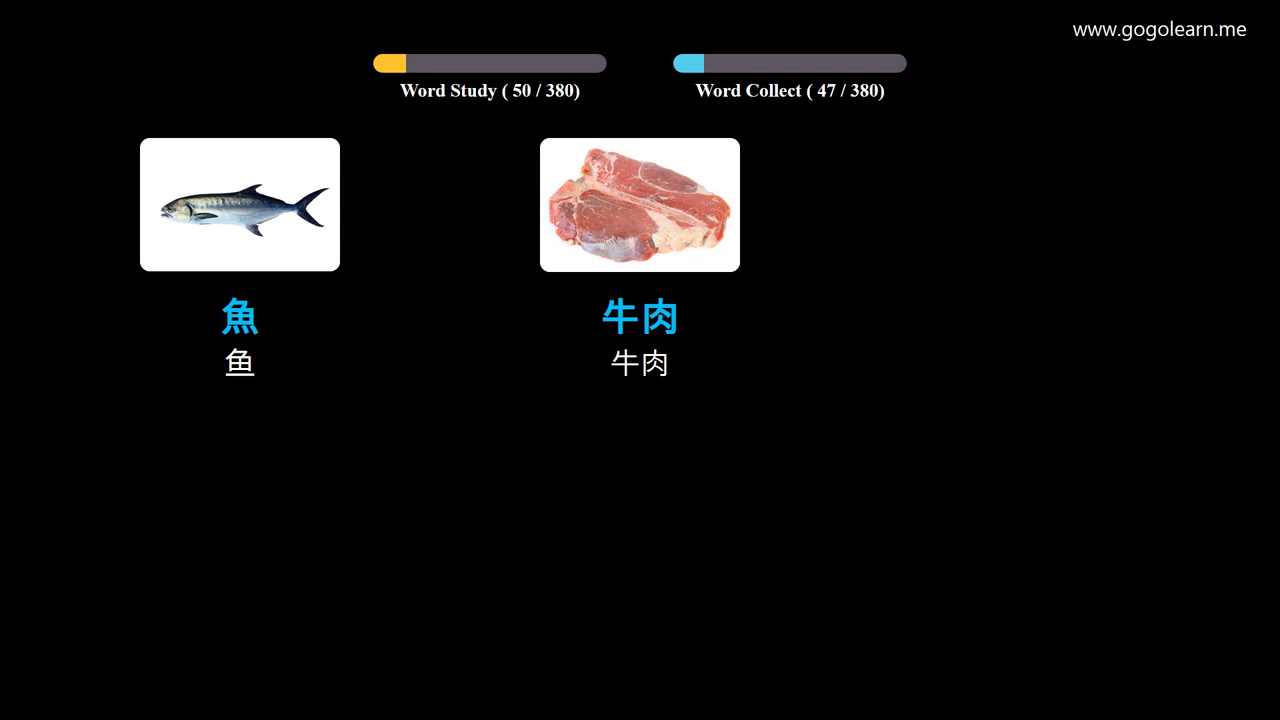 www.gogolearn.me
Word Study ( 50 / 380)
Word Collect ( 47 / 380)
魚
鱼
牛肉
牛肉